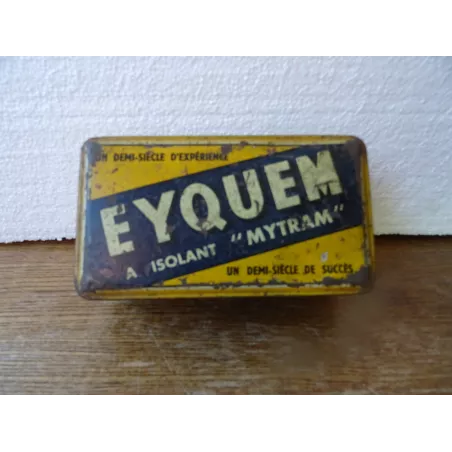 UN DEMI-SIÈCLE D'EXPÉRIENCE
EYQUEM
A ISOLANT "MYTRAM"
UN DEMI-SIÈCLE DE SUCCÈS